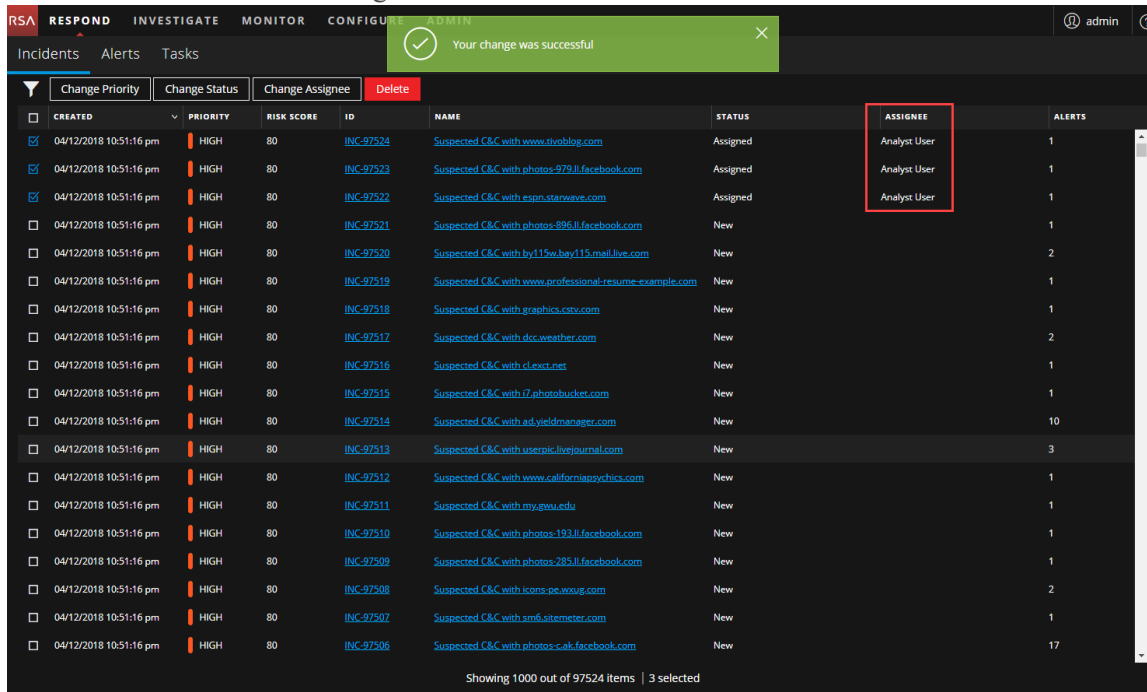 RSA RESPOND INVESTIGATE MONITOR CONFIGURE ADMIN admin
Your change was successful
Incidents Alerts Tasks
Change Priority Change Status Change Assignee Delete
CREATED PRIORITY RISK SCORE ID NAME STATUS ASSIGNEE ALERTS
04/12/2018 10:51:16 pm HIGH 80 INC-97524 Suspected C&C with www.tivoblog.com Assigned Analyst User 1
04/12/2018 10:51:16 pm HIGH 80 INC-97523 Suspected C&C with photos-979.ll.facebook.com Assigned Analyst User 1
04/12/2018 10:51:16 pm HIGH 80 INC-97522 Suspected C&C with espn.starwave.com Assigned Analyst User 1
04/12/2018 10:51:16 pm HIGH 80 INC-97521 Suspected C&C with photos-896.ll.facebook.com New 1
04/12/2018 10:51:16 pm HIGH 80 INC-97520 Suspected C&C with by115w.bay115.mail.live.com New 2
04/12/2018 10:51:16 pm HIGH 80 INC-97519 Suspected C&C with www.professional-resume-example.com New 1
04/12/2018 10:51:16 pm HIGH 80 INC-97518 Suspected C&C with graphics.cstv.com New 1
04/12/2018 10:51:16 pm HIGH 80 INC-97517 Suspected C&C with dcc.weather.com New 2
04/12/2018 10:51:16 pm HIGH 80 INC-97516 Suspected C&C with cl.exct.net New 1
04/12/2018 10:51:16 pm HIGH 80 INC-97515 Suspected C&C with i7.photobucket.com New 1
04/12/2018 10:51:16 pm HIGH 80 INC-97514 Suspected C&C with ad.yieldmanager.com New 10
04/12/2018 10:51:16 pm HIGH 80 INC-97513 Suspected C&C with userpic.livejournal.com New 3
04/12/2018 10:51:16 pm HIGH 80 INC-97512 Suspected C&C with www.californiapsychics.com New 1
04/12/2018 10:51:16 pm HIGH 80 INC-97511 Suspected C&C with my.gwu.edu New 1
04/12/2018 10:51:16 pm HIGH 80 INC-97510 Suspected C&C with photos-193.ll.facebook.com New 1
04/12/2018 10:51:16 pm HIGH 80 INC-97509 Suspected C&C with photos-285.ll.facebook.com New 1
04/12/2018 10:51:16 pm HIGH 80 INC-97508 Suspected C&C with icons-pe.wxug.com New 2
04/12/2018 10:51:16 pm HIGH 80 INC-97507 Suspected C&C with sm6.sitemeter.com New 1
04/12/2018 10:51:16 pm HIGH 80 INC-97506 Suspected C&C with photos-c.ak.facebook.com New 17
Showing 1000 out of 97524 items | 3 selected